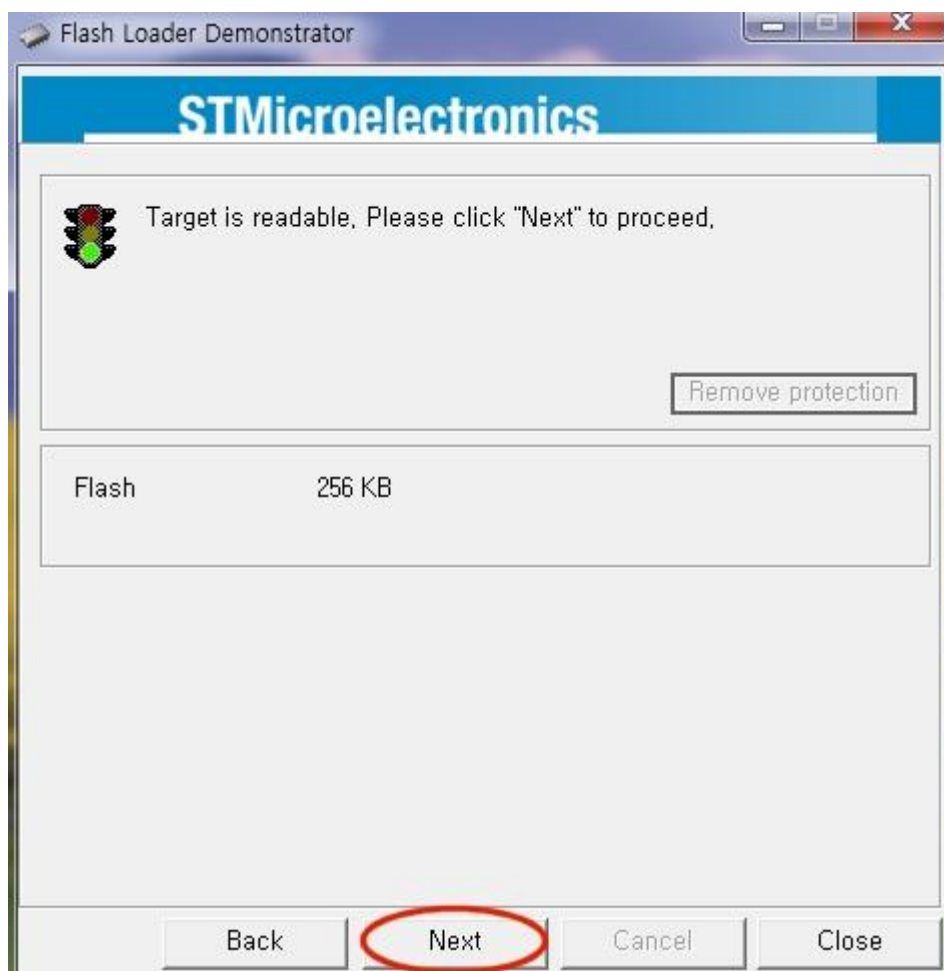 Flash Loader Demonstrator
STMicroelectronics
Target is readable, Please click "Next" to proceed,
Remove protection
Flash 256 KB
Back Next Cancel Close